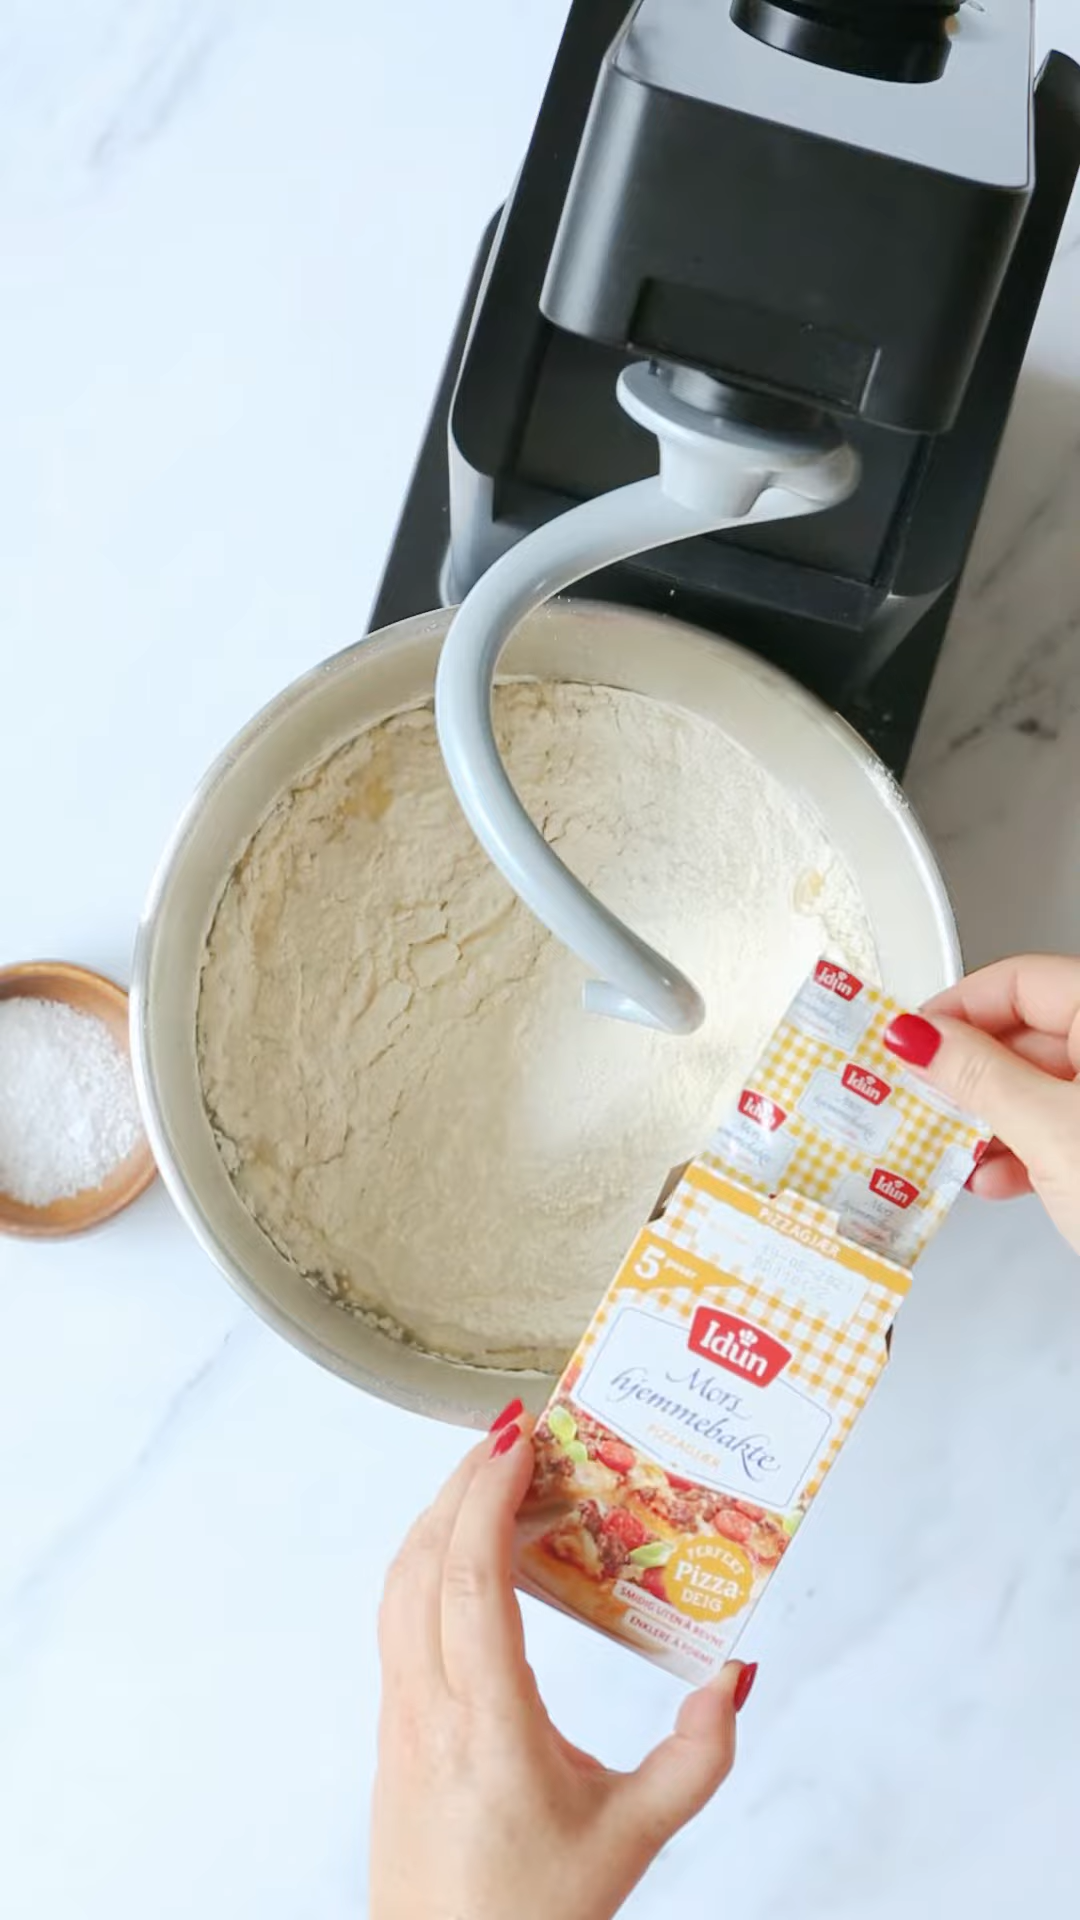 Idun
Idun
Idun
Idun
PIZZAGJÆR
5 poser
Idun
Mors
hjemmebakte
PIZZAGJÆR
PERFEKT
Pizza-
DEIG
SMIDIG UTEN Å REVNE
ENKLERE Å FORME